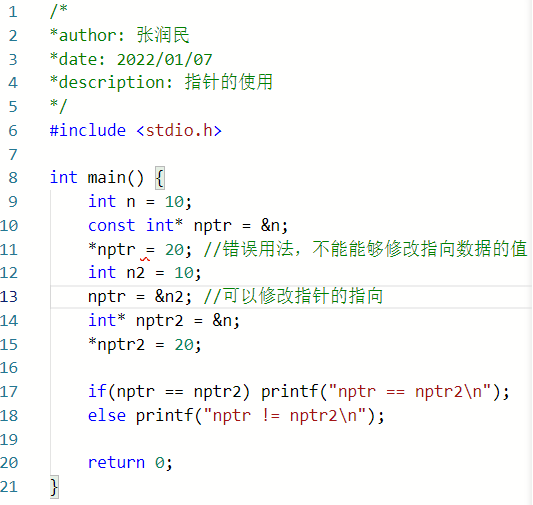 1 /*
2 *author: 张润民
3 *date: 2022/01/07
4 *description: 指针的使用
5 */
6 #include <stdio.h>
7
8 int main() {
9     int n = 10;
10     const int* nptr = &n;
11     *nptr = 20; //错误用法，不能能够修改指向数据的值
12     int n2 = 10;
13     nptr = &n2; //可以修改指针的指向
14     int* nptr2 = &n;
15     *nptr2 = 20;
16
17     if(nptr == nptr2) printf("nptr == nptr2\n");
18     else printf("nptr != nptr2\n");
19
20     return 0;
21 }